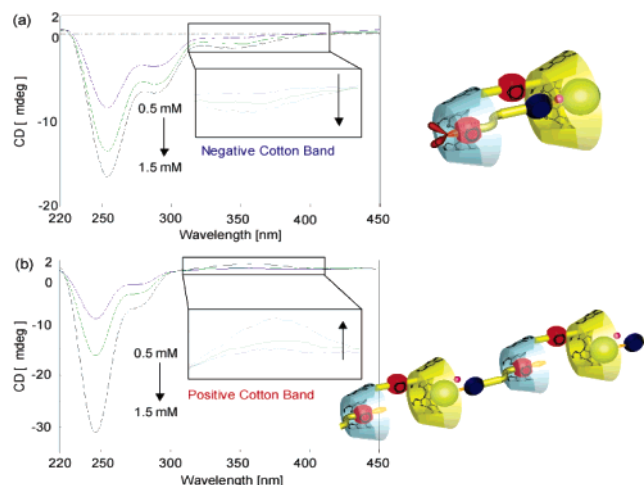 (a)
2
0
-10
-20
CD [ mdeg]
0.5 mM
1.5 mM
Negative Cotton Band
220 250 300 350 400 450
Wavelength [nm]
(b)
2
0
-10
-20
-30
CD [ mdeg]
0.5 mM
1.5 mM
Positive Cotton Band
220 250 300 350 400 450
Wavelength [nm]